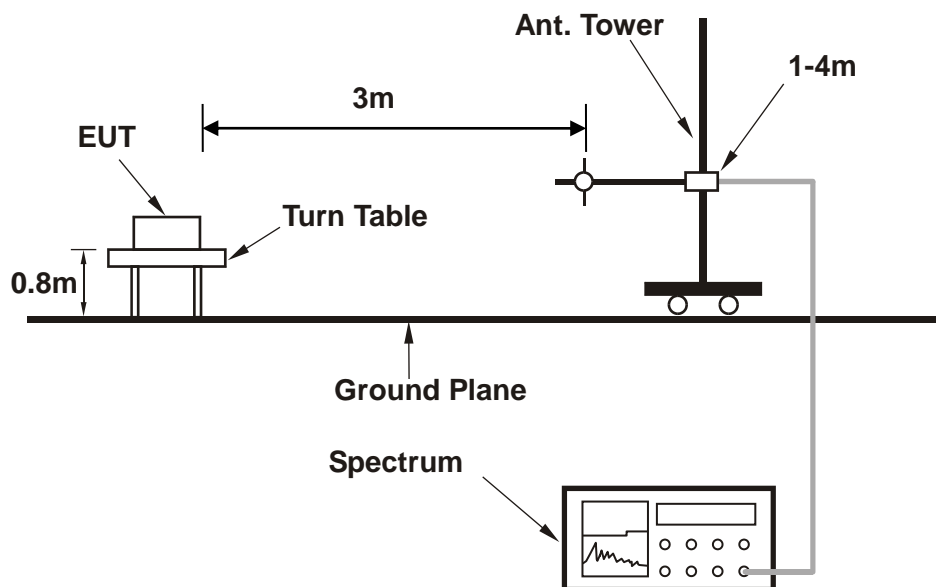 Ant. Tower
1-4m
3m
EUT
Turn Table
0.8m
Ground Plane
Spectrum